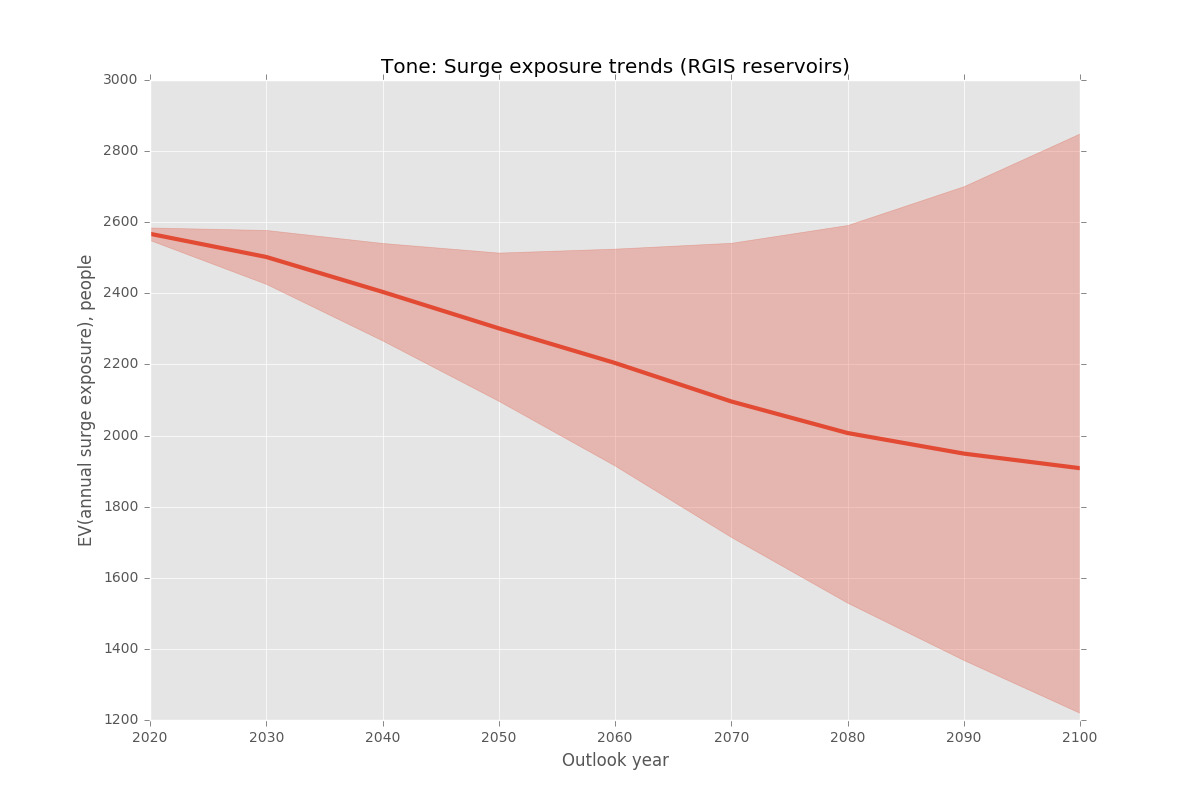 Tone: Surge exposure trends (RGIS reservoirs)
3000
2800
2600
2400
2200
2000
1800
1600
1400
1200
EV(annual surge exposure), people
2020 2030 2040 2050 2060 2070 2080 2090 2100
Outlook year